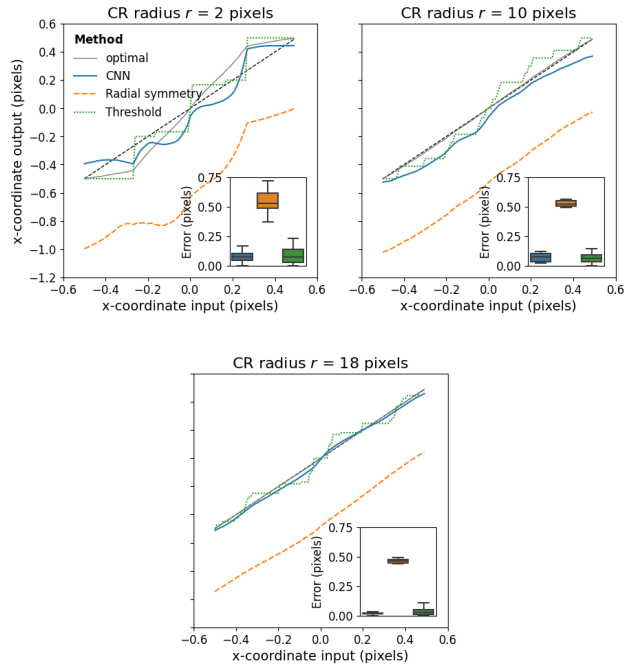 CR radius r = 2 pixels
Method
optimal
CNN
Radial symmetry
Threshold
0.6
0.4
0.2
0.0
−0.2
−0.4
−0.6
−0.8
−1.0
−1.2
x-coordinate output (pixels)
−0.6 −0.4 −0.2 0.0 0.2 0.4 0.6
x-coordinate input (pixels)
Error (pixels)
0.75
0.50
0.25
0.00
CR radius r = 10 pixels
Error (pixels)
0.75
0.50
0.25
0.00
−0.6 −0.4 −0.2 0.0 0.2 0.4 0.6
x-coordinate input (pixels)
CR radius r = 18 pixels
Error (pixels)
0.75
0.50
0.25
0.00
−0.6 −0.4 −0.2 0.0 0.2 0.4 0.6
x-coordinate input (pixels)